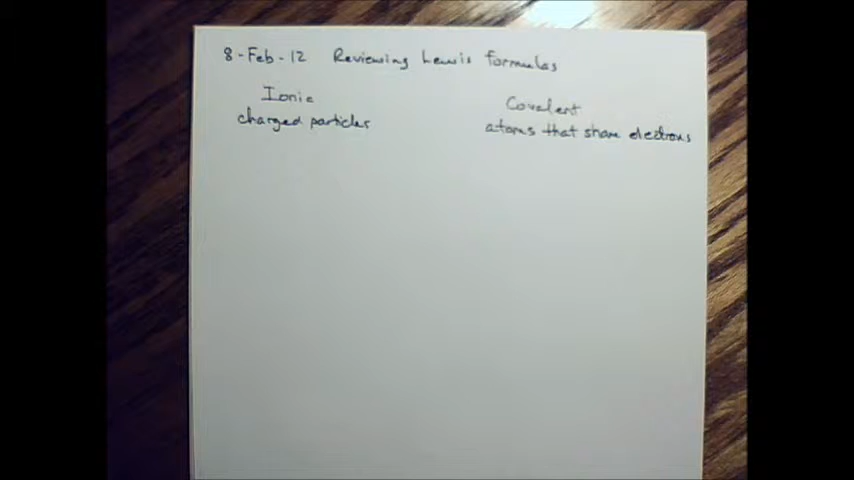 8-Feb-12 Reviewing Lewis formulas
Ionic
charged particles
Covalent
atoms that share electrons